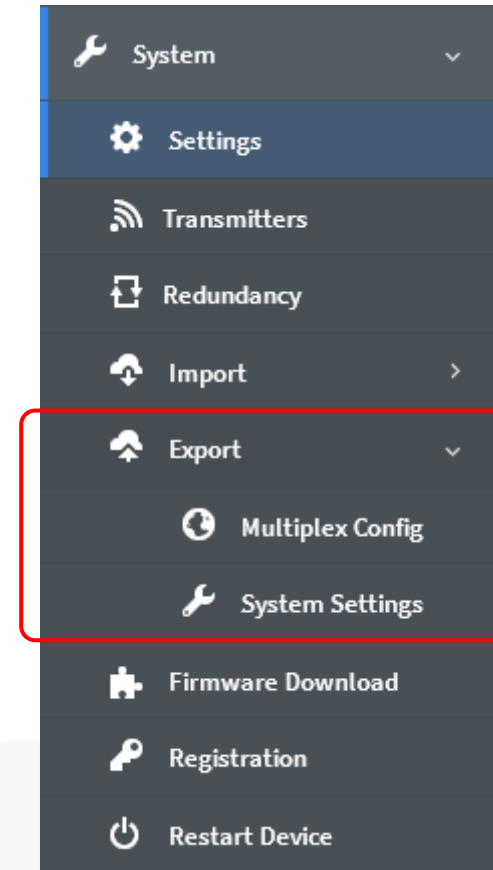 System
Settings
Transmitters
Redundancy
Import
Export
Multiplex Config
System Settings
Firmware Download
Registration
Restart Device